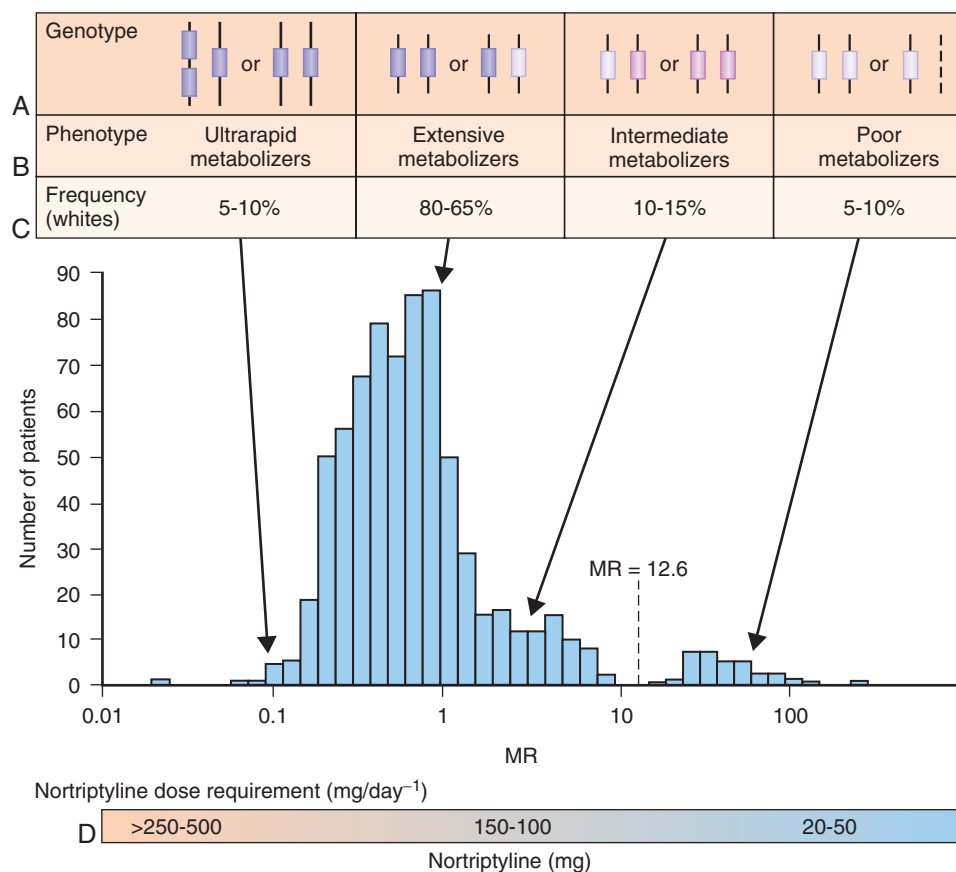 Genotype
or
or
or
or
A
Phenotype
Ultrarapid
metabolizers
Extensive
metabolizers
Intermediate
metabolizers
Poor
metabolizers
B
Frequency
(whites)
5-10%
80-65%
10-15%
5-10%
C
90
80
70
60
50
40
30
20
10
0
Number of patients
MR = 12.6
0.01
0.1
1
10
100
MR
Nortriptyline dose requirement (mg/day–1)
D
>250-500
150-100
20-50
Nortriptyline (mg)